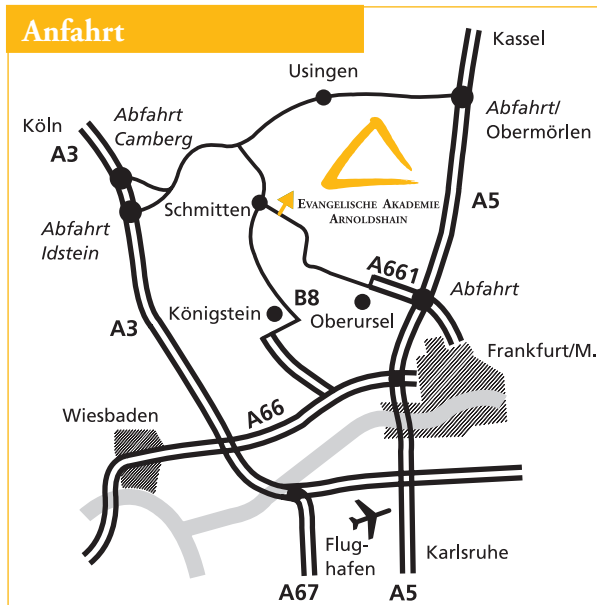 Anfahrt
Kassel
Usingen
Köln
A3
Abfahrt
Camberg
Abfahrt/
Obermörlen
Schmitten
EVANGELISCHE AKADEMIE
ARNOLDSHAIN
A5
Abfahrt
Idstein
A661
Abfahrt
B8
Königstein
Oberursel
A3
Frankfurt/M.
A66
Wiesbaden
Flug-
hafen
Karlsruhe
A67
A5